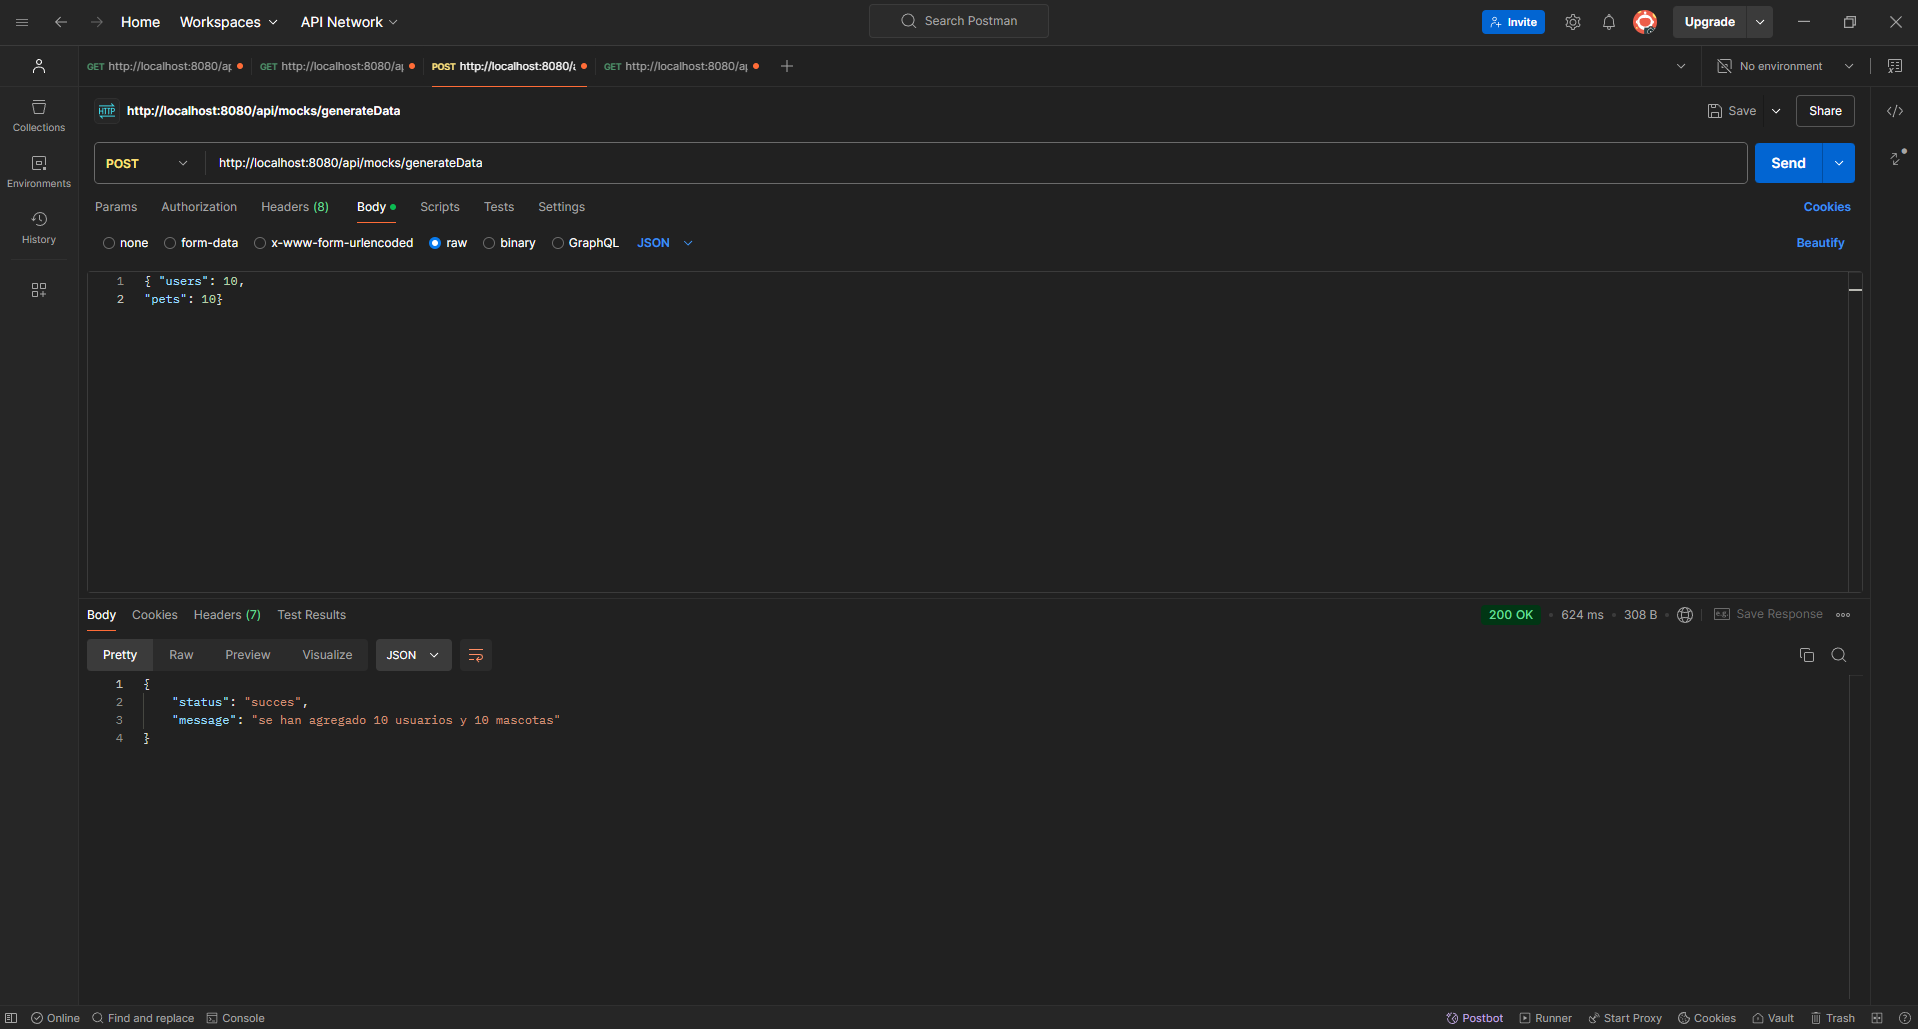 Home Workspaces API Network Search Postman Invite Upgrade
GET http://localhost:8080/ap GET http://localhost:8080/ap POST http://localhost:8080/a GET http://localhost:8080/ap No environment
Collections
Environments
History
HTTP http://localhost:8080/api/mocks/generateData Save Share
POST http://localhost:8080/api/mocks/generateData Send
Params Authorization Headers (8) Body Scripts Tests Settings Cookies
none form-data x-www-form-urlencoded raw binary GraphQL JSON Beautify
1 { "users": 10,
2 "pets": 10}
Body Cookies Headers (7) Test Results 200 OK 624 ms 308 B e.g. Save Response
Pretty Raw Preview Visualize JSON
1 {
2 "status": "succes",
3 "message": "se han agregado 10 usuarios y 10 mascotas"
4 }
Online Find and replace Console Postbot Runner Start Proxy Cookies Vault Trash